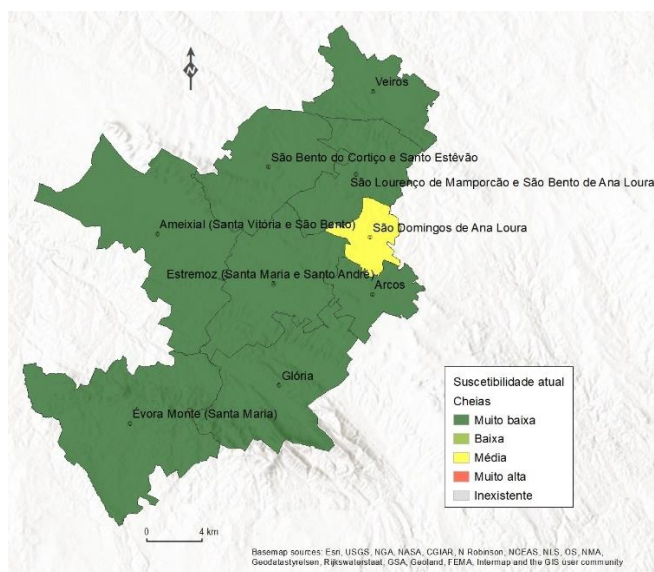 N
Veiros
São Bento do Cortiço e Santo Estêvão
São Lourenço de Mamporcão e São Bento de Ana Loura
Ameixial (Santa Vitória e São Bento)
São Domingos de Ana Loura
Estremoz (Santa Maria e Santo André)
Arcos
Glória
Évora Monte (Santa Maria)
Suscetibilidade atual
Cheias
Muito baixa
Baixa
Média
Muito alta
Inexistente
0 4 km
Basemap sources: Esri, USGS, NGA, NASA, CGIAR, N Robinson, NCEAS, NLS, OS, NMA,
Geodatastyrelsen, Rijkswaterstaat, GSA, Geoland, FEMA, Intermap and the GIS user community